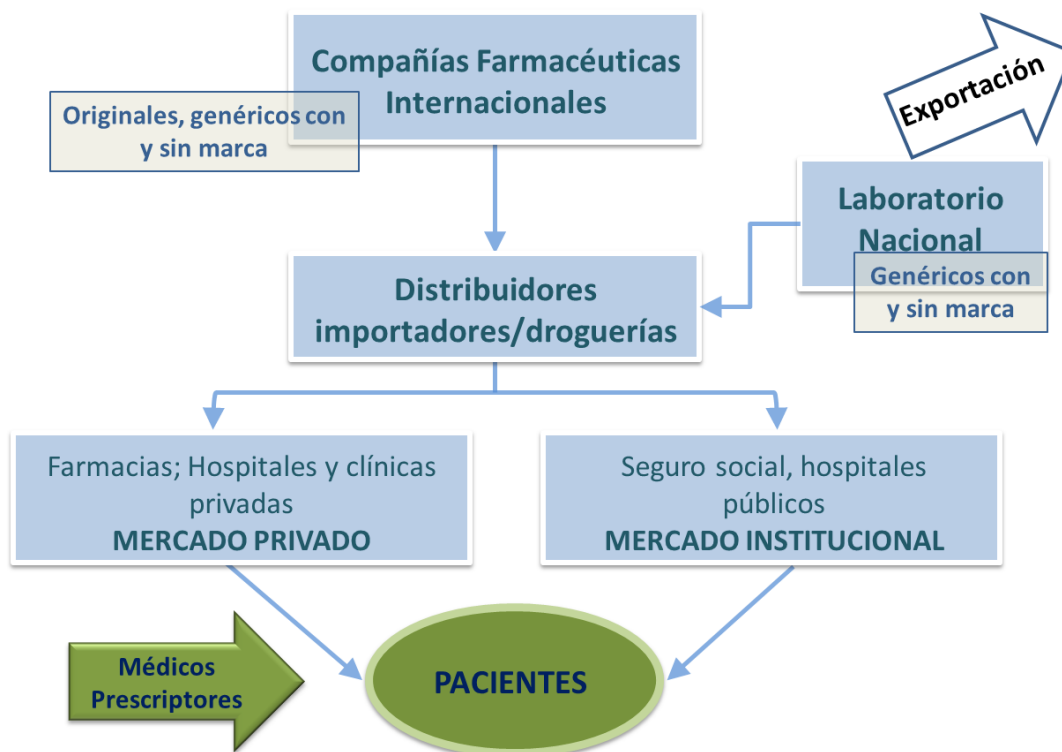 Compañías Farmacéuticas
Internacionales
Originales, genéricos con
y sin marca
Exportación
Laboratorio
Nacional
Genéricos con
y sin marca
Distribuidores
importadores/droguerías
Farmacias; Hospitales y clínicas
privadas
MERCADO PRIVADO
Seguro social, hospitales
públicos
MERCADO INSTITUCIONAL
Médicos
Prescriptores
PACIENTES